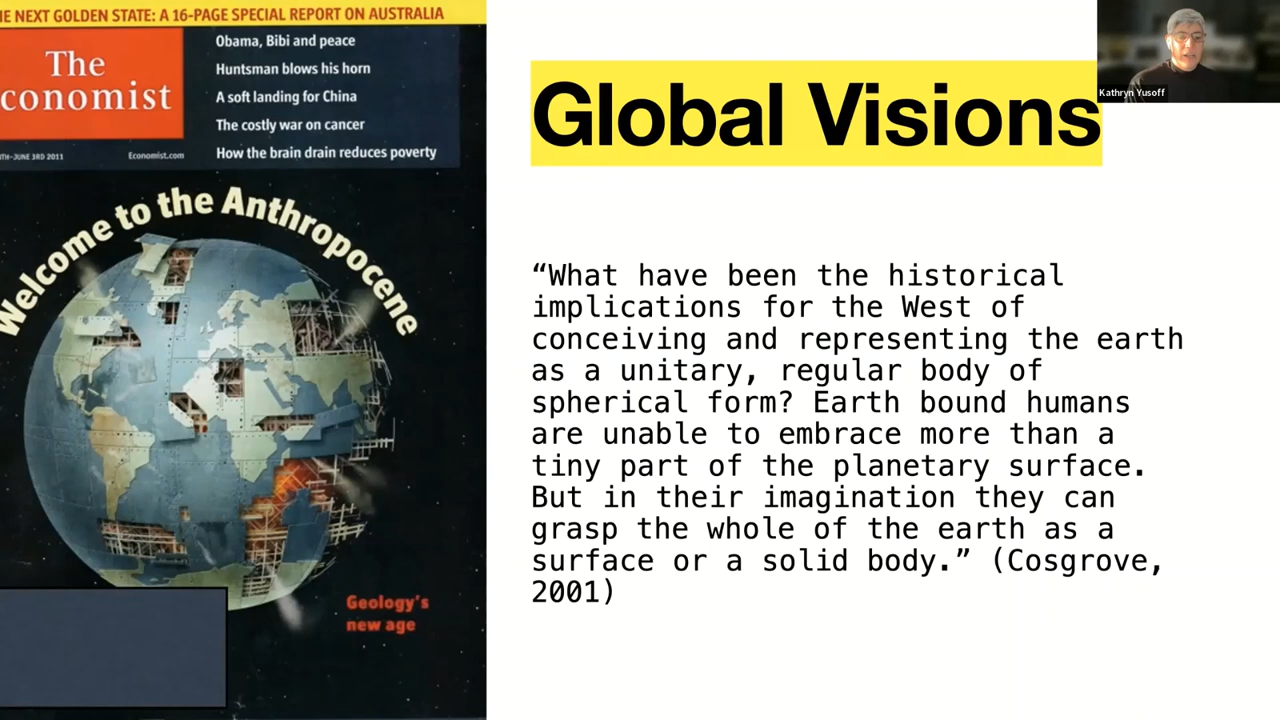 HE NEXT GOLDEN STATE: A 16-PAGE SPECIAL REPORT ON AUSTRALIA
The
conomist
TH-JUNE 3RD 2011
Economist.com
Obama, Bibi and peace
Huntsman blows his horn
A soft landing for China
The costly war on cancer
How the brain drain reduces poverty
Welcome to the Anthropocene
Geology's
new age
Global Visions
“What have been the historical
implications for the West of
conceiving and representing the earth
as a unitary, regular body of
spherical form? Earth bound humans
are unable to embrace more than a
tiny part of the planetary surface.
But in their imagination they can
grasp the whole of the earth as a
surface or a solid body.” (Cosgrove,
2001)
Kathryn Yusoff